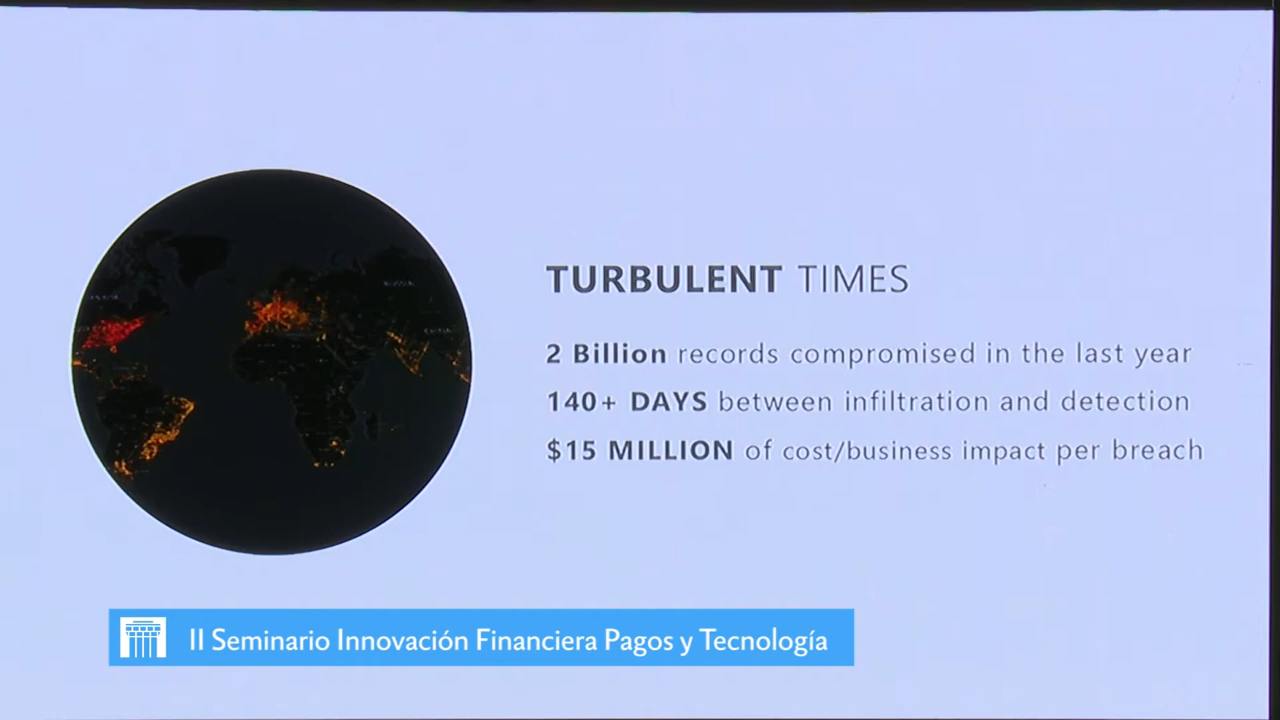 TURBULENT TIMES
2 Billion records compromised in the last year
140+ DAYS between infiltration and detection
$15 MILLION of cost/business impact per breach
II Seminario Innovación Financiera Pagos y Tecnología